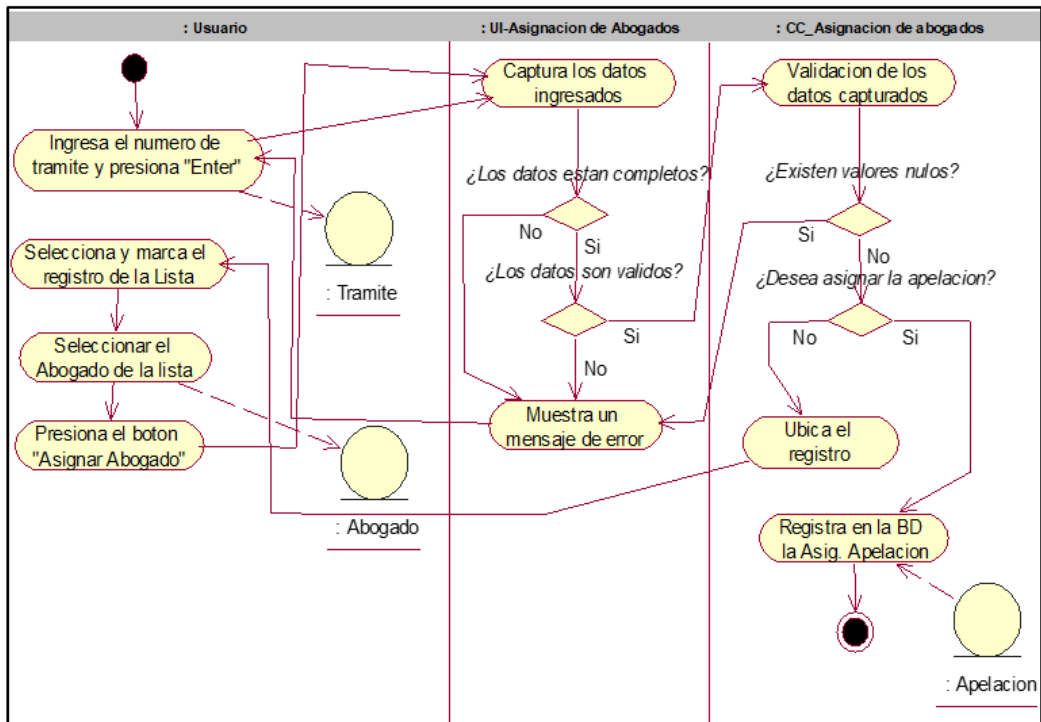 : Usuario
: UI-Asignacion de Abogados
: CC_Asignacion de abogados
Ingresa el numero de
tramite y presiona "Enter"
: Tramite
Selecciona y marca el
registro de la Lista
Seleccionar el
Abogado de la lista
Presiona el boton
"Asignar Abogado"
: Abogado
Captura los datos
ingresados
¿Los datos estan completos?
No
Si
¿Los datos son validos?
Si
No
Muestra un
mensaje de error
Validacion de los
datos capturados
¿Existen valores nulos?
Si
No
¿Desea asignar la apelacion?
No
Si
Ubica el
registro
Registra en la BD
la Asig. Apelacion
: Apelacion